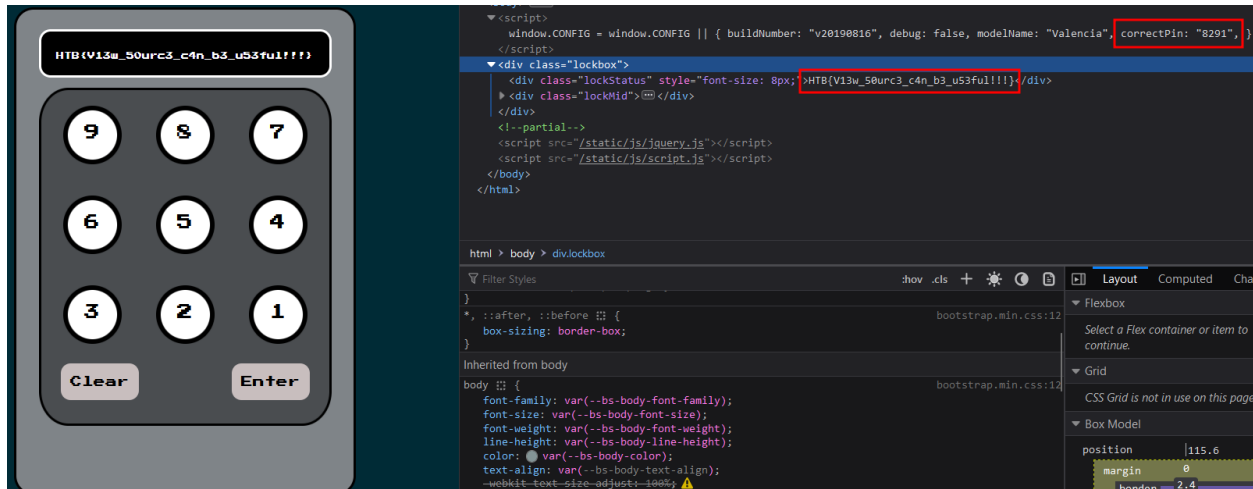 HTB{V13w_50urc3_c4n_b3_u53ful!!!}
9 8 7
6 5 4
3 2 1
Clear Enter
<script>
window.CONFIG = window.CONFIG || { buildNumber: "v20190816", debug: false, modelName: "Valencia", correctPin: "8291", }
</script>
<div class="lockbox">
<div class="lockStatus" style="font-size: 8px;">HTB{V13w_50urc3_c4n_b3_u53ful!!!}</div>
<div class="lockMid"></div>
</div>
<!--partial-->
<script src="/static/js/jquery.js"></script>
<script src="/static/js/script.js"></script>
</body>
</html>
html > body > div.lockbox
Filter Styles :hov .cls + Layout Computed
}
*, ::after, ::before { bootstrap.min.css:12
box-sizing: border-box;
}
Inherited from body
body { bootstrap.min.css:12
font-family: var(--bs-body-font-family);
font-size: var(--bs-body-font-size);
font-weight: var(--bs-body-font-weight);
line-height: var(--bs-body-line-height);
color: var(--bs-body-color);
text-align: var(--bs-body-text-align);
-webkit-text-size-adjust: 100%;
Flexbox
Select a Flex container or item to
continue.
Grid
CSS Grid is not in use on this page
Box Model
position 115.6
margin 0
border 2.4